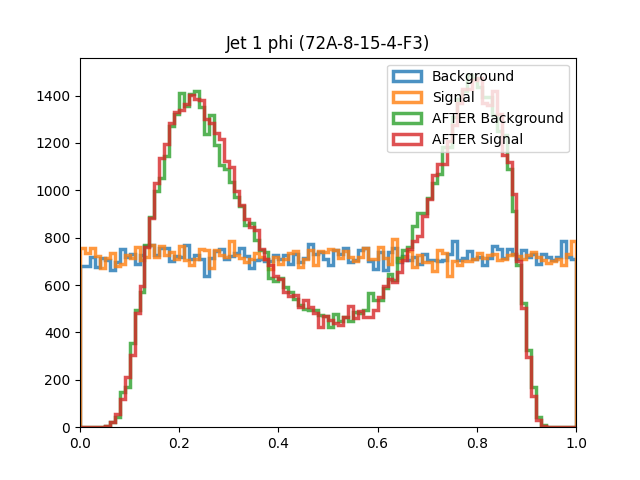 Jet 1 phi (72A-8-15-4-F3)
Background
Signal
AFTER Background
AFTER Signal
1400
1200
1000
800
600
400
200
0
0.0 0.2 0.4 0.6 0.8 1.0